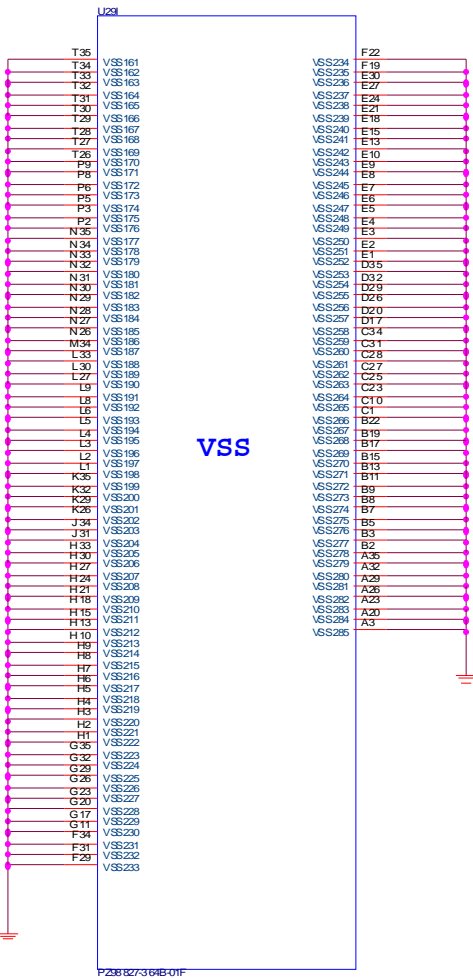 U29I
T35 VSS161
T34 VSS162
T33 VSS163
T32 VSS164
T31 VSS165
T30 VSS166
T29 VSS167
T28 VSS168
T27 VSS169
T26 VSS170
P9 VSS171
P8 VSS172
P6 VSS173
P5 VSS174
P3 VSS175
P2 VSS176
N35 VSS177
N34 VSS178
N33 VSS179
N32 VSS180
N31 VSS181
N30 VSS182
N29 VSS183
N28 VSS184
N27 VSS185
N26 VSS186
M34 VSS187
L33 VSS188
L30 VSS189
L27 VSS190
L9 VSS191
L8 VSS192
L6 VSS193
L5 VSS194
L4 VSS195
L3 VSS196
L2 VSS197
L1 VSS198
K35 VSS199
K32 VSS200
K29 VSS201
K26 VSS202
J34 VSS203
J31 VSS204
H33 VSS205
H30 VSS206
H27 VSS207
H24 VSS208
H21 VSS209
H18 VSS210
H15 VSS211
H13 VSS212
H10 VSS213
H9 VSS214
H8 VSS215
H7 VSS216
H6 VSS217
H5 VSS218
H4 VSS219
H3 VSS220
H2 VSS221
H1 VSS222
G35 VSS223
G32 VSS224
G29 VSS225
G26 VSS226
G23 VSS227
G20 VSS228
G17 VSS229
G11 VSS230
F34 VSS231
F31 VSS232
F29 VSS233
VSS
VSS234 F22
VSS235 F19
VSS236 E30
VSS237 E27
VSS238 E24
VSS239 E21
VSS240 E18
VSS241 E15
VSS242 E13
VSS243 E10
VSS244 E9
VSS245 E8
VSS246 E7
VSS247 E6
VSS248 E5
VSS249 E4
VSS250 E3
VSS251 E2
VSS252 E1
VSS253 D35
VSS254 D32
VSS255 D29
VSS256 D26
VSS257 D20
VSS258 D17
VSS259 C34
VSS260 C31
VSS261 C28
VSS262 C27
VSS263 C25
VSS264 C23
VSS265 C10
VSS266 C1
VSS267 B22
VSS268 B19
VSS269 B17
VSS270 B15
VSS271 B13
VSS272 B11
VSS273 B9
VSS274 B8
VSS275 B7
VSS276 B5
VSS277 B3
VSS278 B2
VSS279 A35
VSS280 A32
VSS281 A29
VSS282 A26
VSS283 A23
VSS284 A20
VSS285 A3
PZ98827-364B-01F